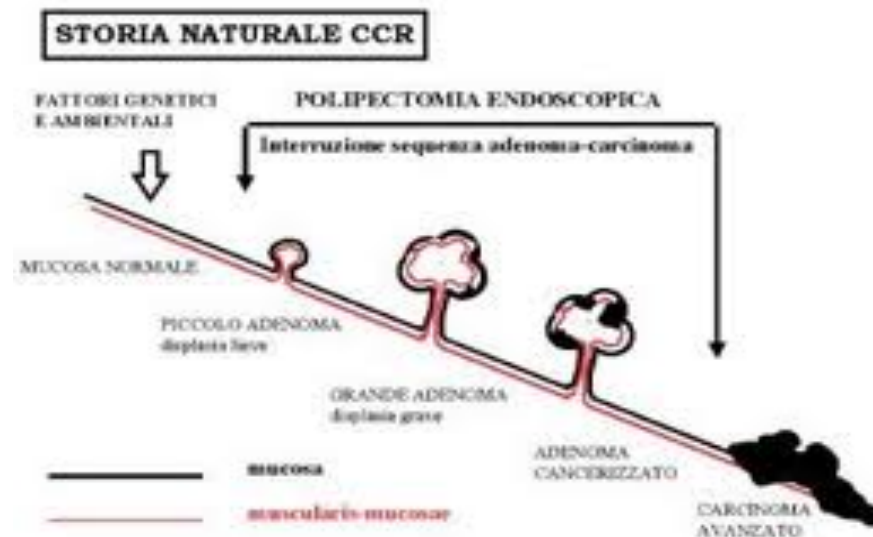 STORIA NATURALE CCR
FATTORI GENETICI
E AMBIENTALI
POLIPECTOMIA ENDOSCOPICA
Interruzione sequenza adenoma-carcinoma
MUCOSA NORMALE
PICCOLO ADENOMA
displasia lieve
GRANDE ADENOMA
displasia grave
ADENOMA
CANCERIZZATO
CARCINOMA
AVANZATO
mucosa
muscularis-mucosae